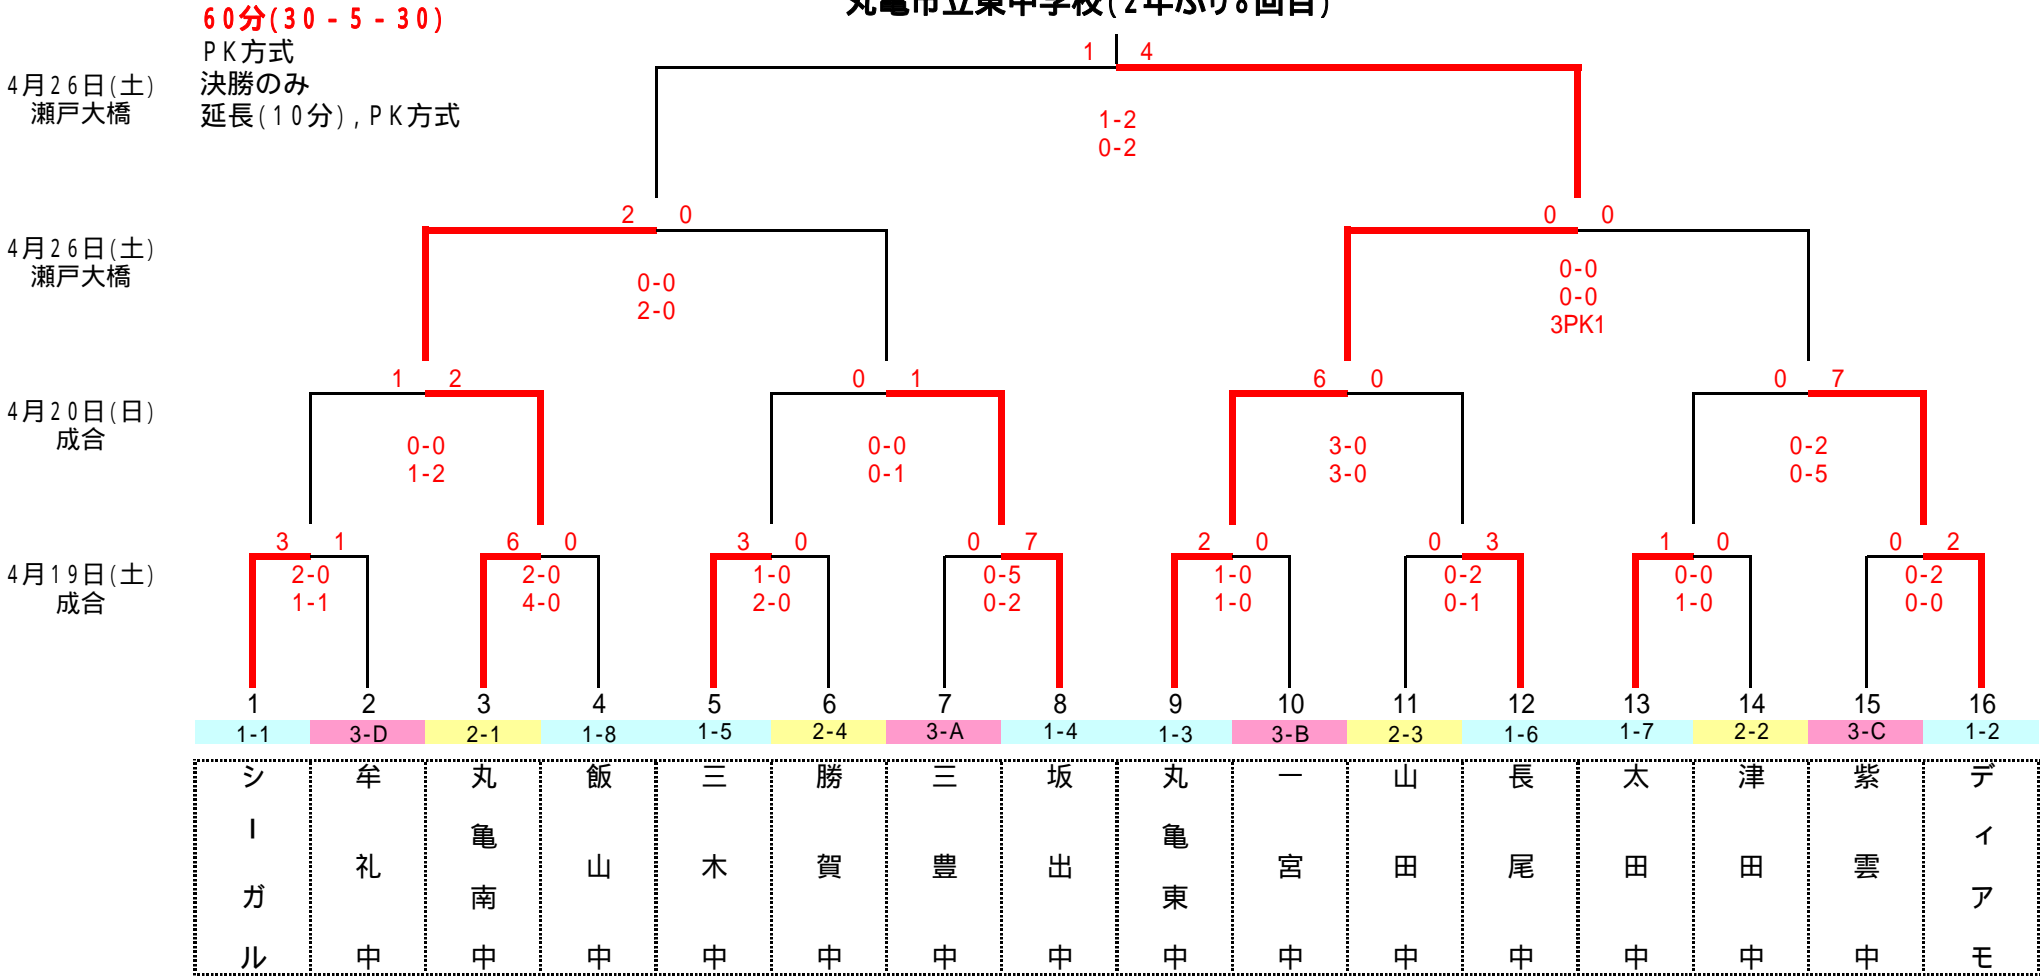 60分(30-5-30)
丸亀市立東中学校(2年ぶり8回目)
PK方式
決勝のみ
延長(10分),PK方式
4月26日(土)
瀬戸大橋
1 4
1-2
0-2
4月26日(土)
瀬戸大橋
2 0 0 0
0-0 0-0
2-0 0-0
3PK1
4月20日(日)
成合
1 2 0 1 6 0 0 7
0-0 0-0 3-0 0-2
1-2 0-1 3-0 0-5
4月19日(土)
成合
3 1 6 0 3 0 0 7 2 0 0 3 1 0 0 2
2-0 2-0 1-0 0-5 1-0 0-2 0-0 0-2
1-1 4-0 2-0 0-2 1-0 0-1 1-0 0-0
1 2 3 4 5 6 7 8 9 10 11 12 13 14 15 16
1-1 3-D 2-1 1-8 1-5 2-4 3-A 1-4 1-3 3-B 2-3 1-6 1-7 2-2 3-C 1-2
シーガル
牟礼中
丸亀南中
飯山中
三木中
勝賀中
三豊中
坂出中
丸亀東中
一宮中
山田中
長尾中
太田中
津田中
紫雲中
ディアモ